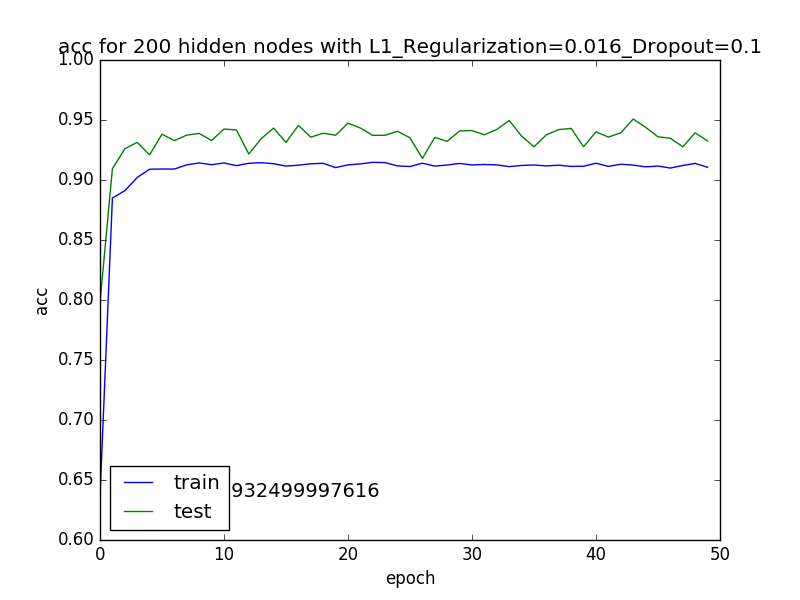 acc for 200 hidden nodes with L1_Regularization=0.016_Dropout=0.1
1.00
0.95
0.90
0.85
0.80
0.75
0.70
0.65
0.60
acc
train
932499997616
test
0 10 20 30 40 50
epoch